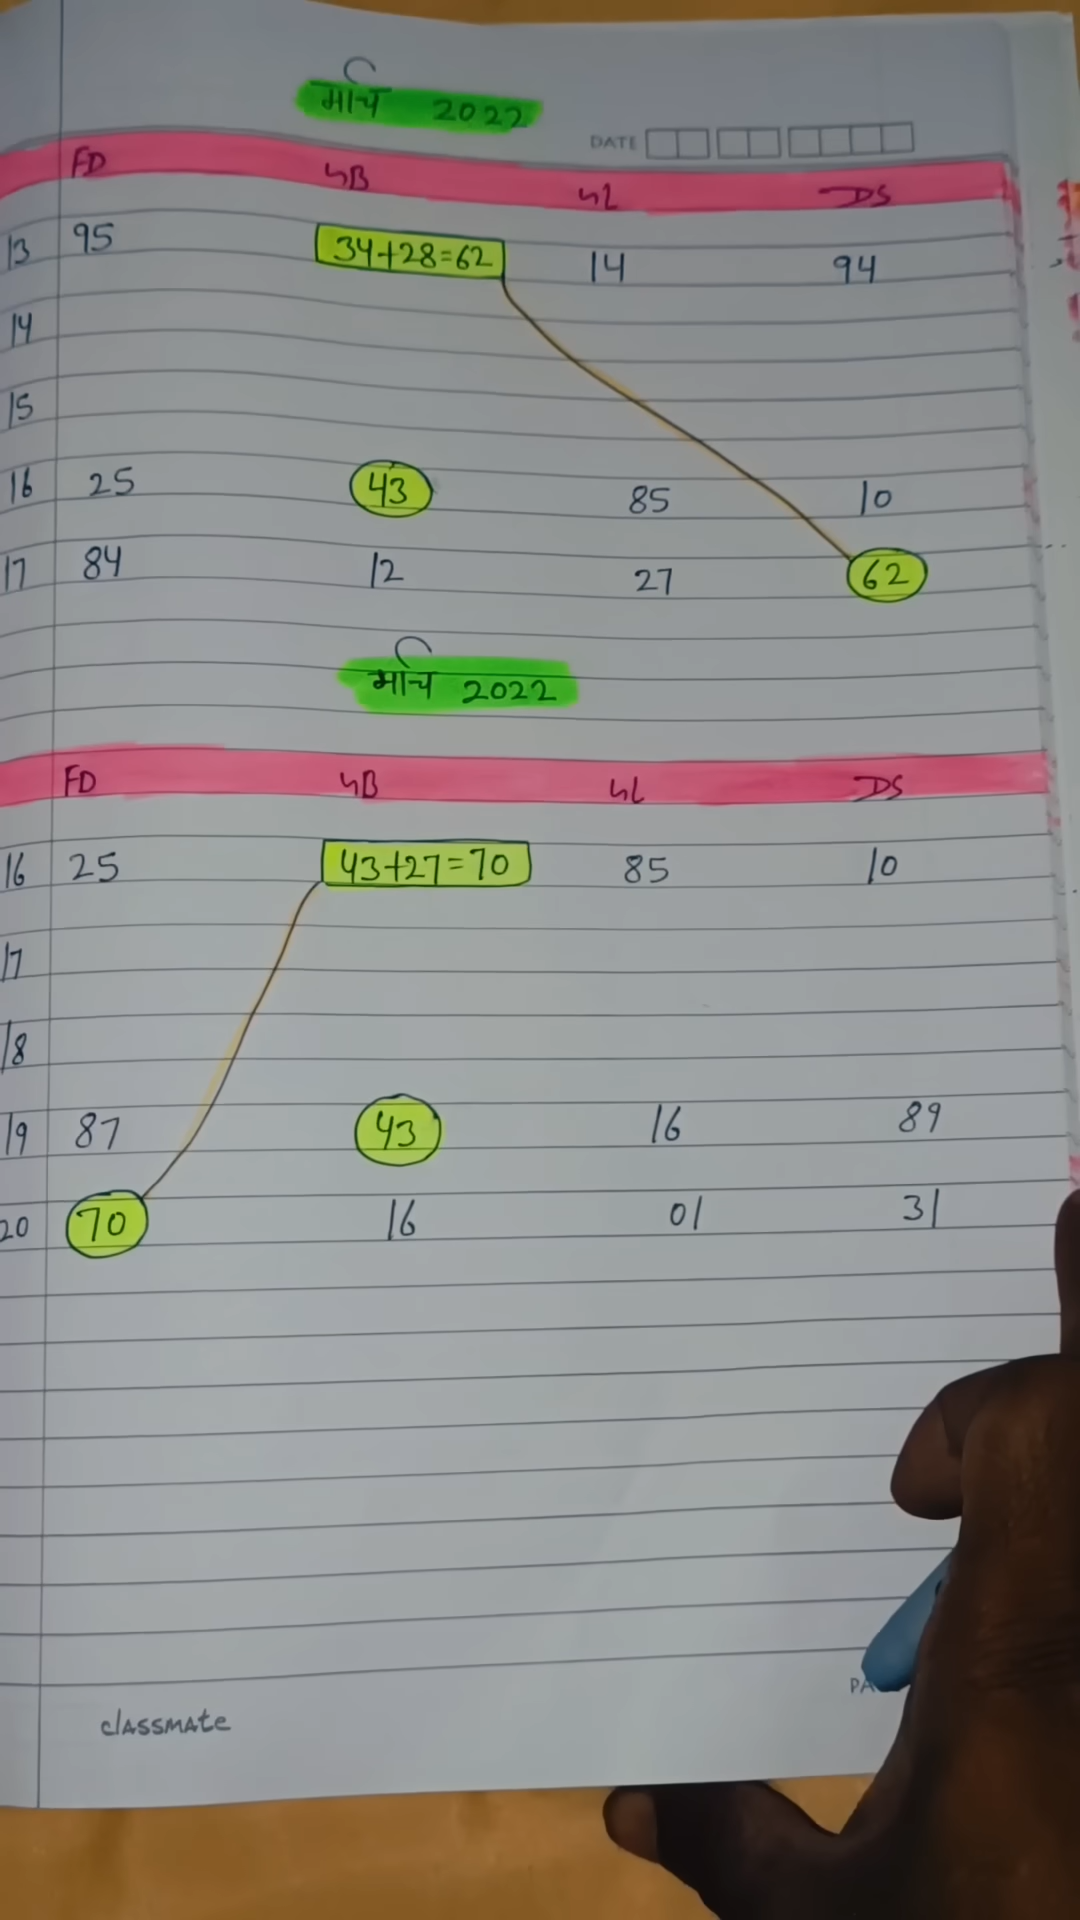 मार्च 2022
DATE
FD GB GL DS
13 95 34+28=62 14 94
14
15
16 25 43 85 10
17 84 12 27 62
मार्च 2022
FD GB GL DS
16 25 43+27=70 85 10
17
18
19 87 43 16 89
20 70 16 01 31
classmate